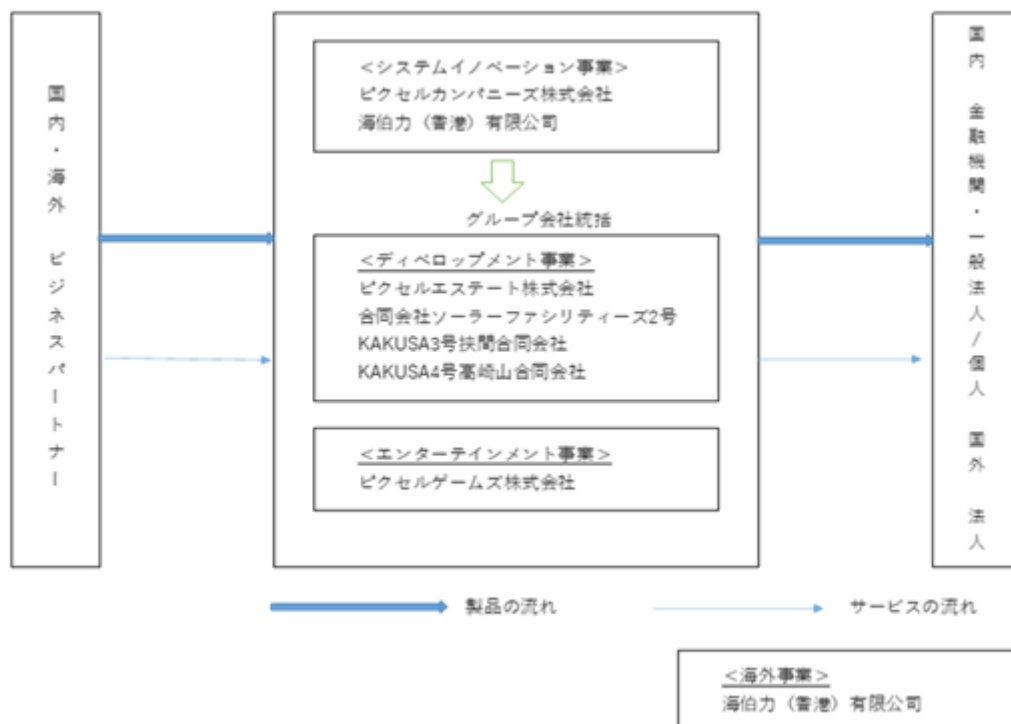 国内・海外 ビジネスパートナー
<システムイノベーション事業>
ピクセルカンパニーズ株式会社
海伯力（香港）有限公司
グループ会社統括
<ディベロップメント事業>
ピクセルエステート株式会社
合同会社ソーラーファシリティーズ2号
KAKUSA3号挾間合同会社
KAKUSA4号高崎山合同会社
<エンターテインメント事業>
ピクセルゲームズ株式会社
国内 金融機関・一般法人/個人 国外 法人
製品の流れ
サービスの流れ
<海外事業>
海伯力（香港）有限公司